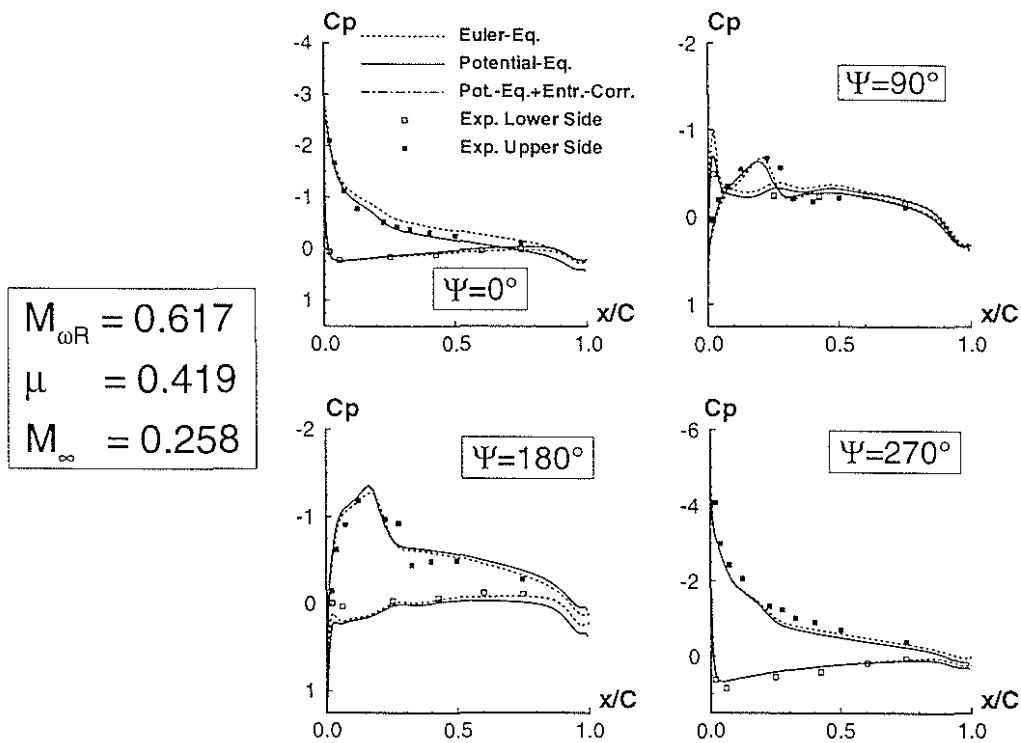 Cp
-4
-3
-2
-1
0
1
0.0
0.5
1.0
x/C
Euler-Eq.
Potential-Eq.
Pot.-Eq.+Entr.-Corr.
Exp. Lower Side
Exp. Upper Side
Ψ=0°
Cp
-2
-1
0
1
0.0
0.5
1.0
x/C
Ψ=90°
M_ωR = 0.617
μ = 0.419
M_∞ = 0.258
Cp
-2
-1
0
1
0.0
0.5
1.0
x/C
Ψ=180°
Cp
-6
-4
-2
0
0.0
0.5
1.0
x/C
Ψ=270°